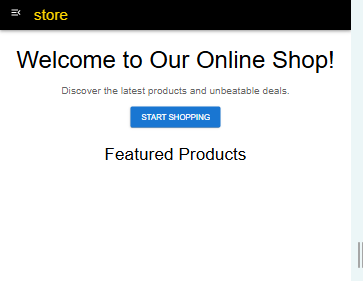 store
Welcome to Our Online Shop!
Discover the latest products and unbeatable deals.
START SHOPPING
Featured Products